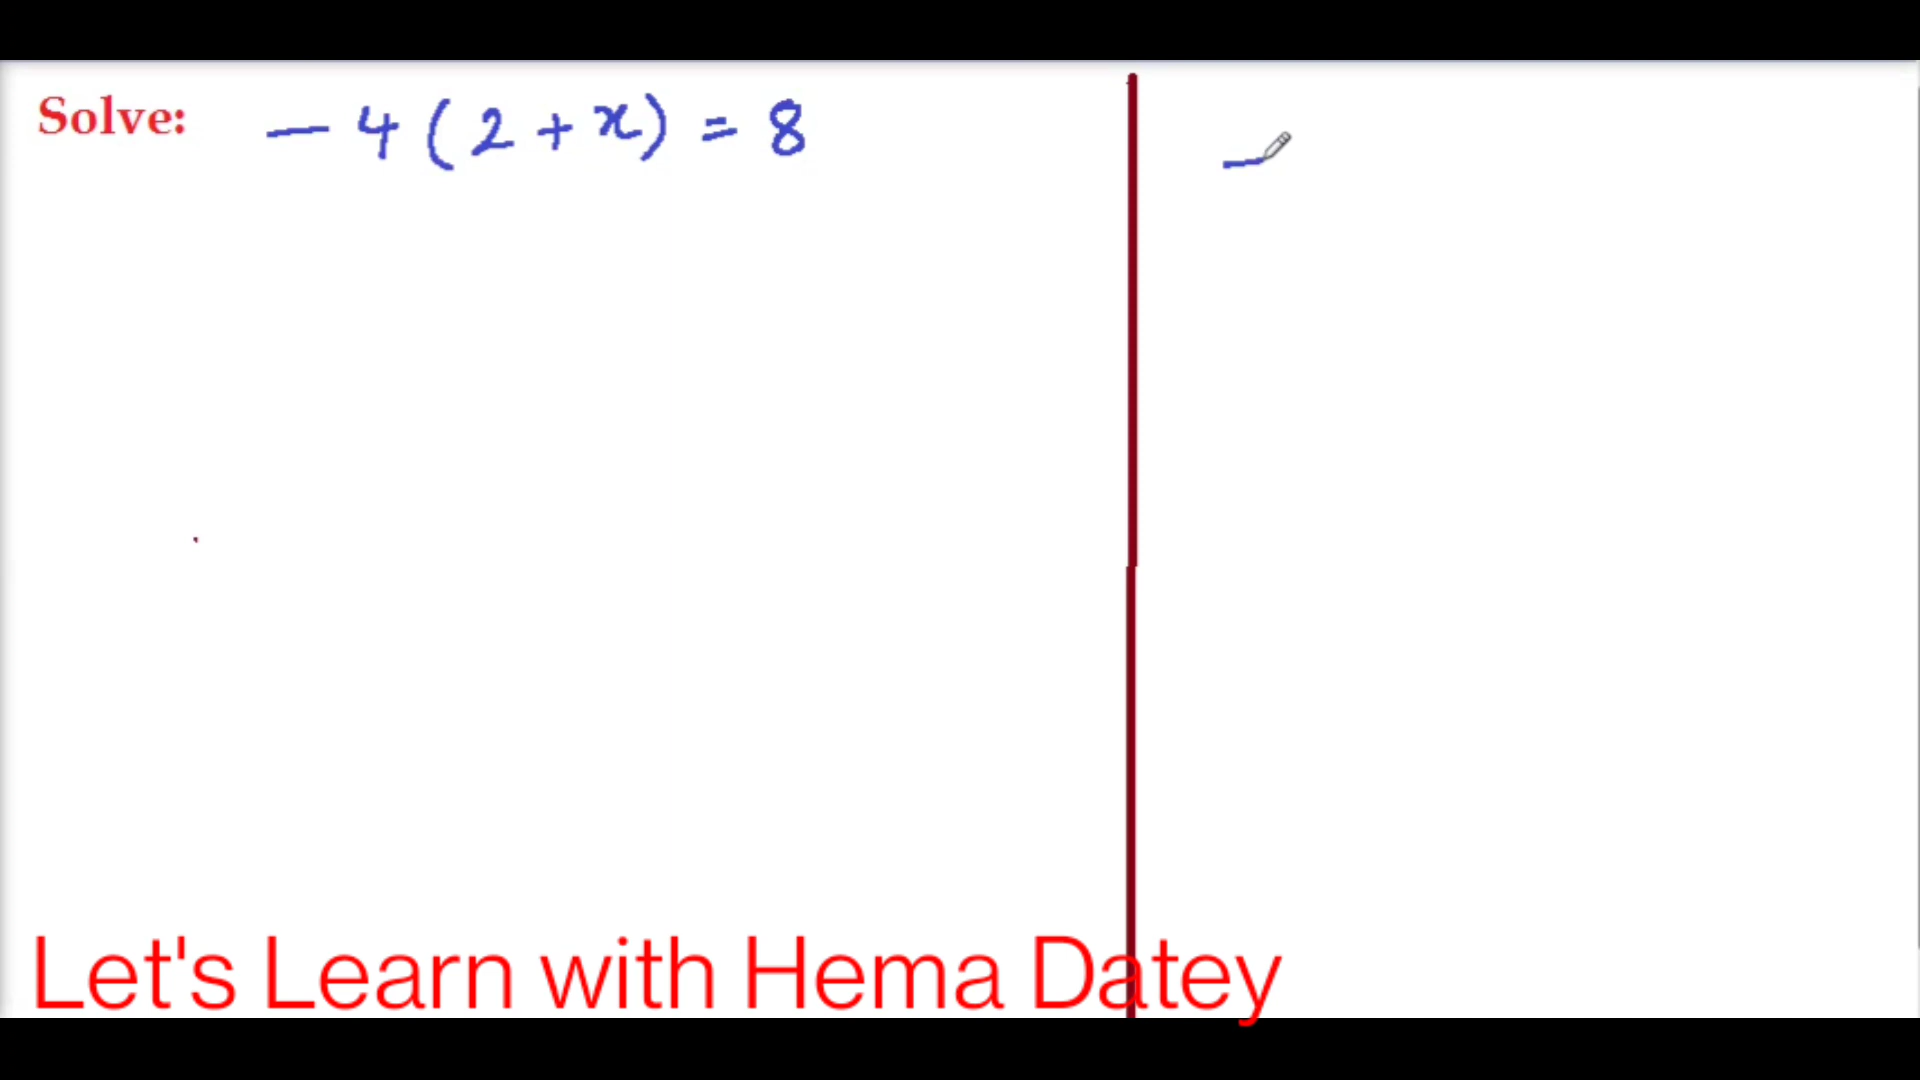 Solve: - 4 ( 2 + x ) = 8
-
Let's Learn with Hema Datey